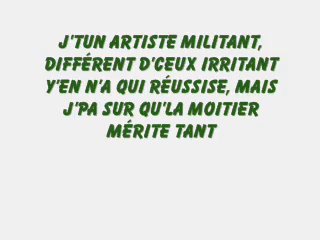 J'TUN ARTISTE MILITANT,
DIFFÉRENT D'CEUX IRRITANT
Y'EN N'A QUI RÉUSSISE, MAIS
J'PA SUR QU'LA MOITIER
MÉRITE TANT